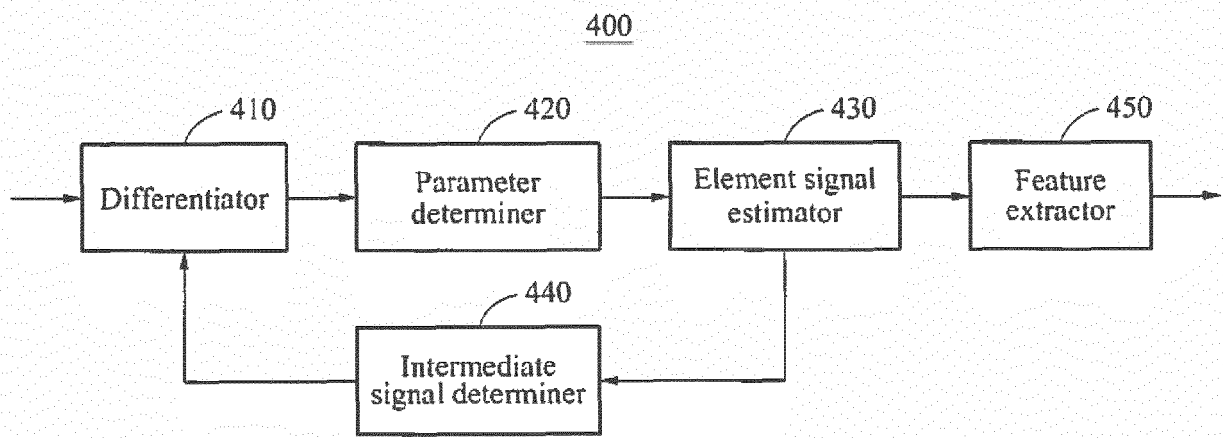 400
410
420
430
450
Differentiator
Parameter
determiner
Element signal
estimator
Feature
extractor
440
Intermediate
signal determiner